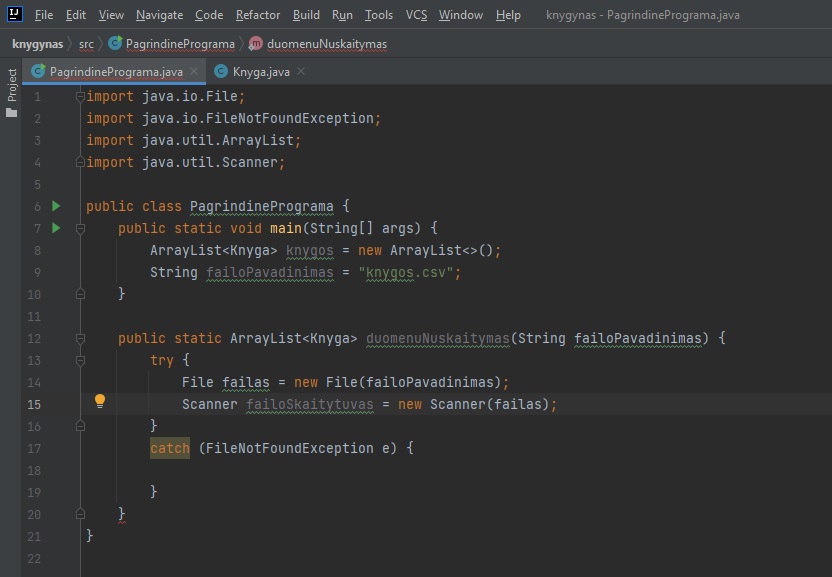 File Edit View Navigate Code Refactor Build Run Tools VCS Window Help knygynas - PagrindinePrograma.java
knygynas src PagrindinePrograma m duomenuNuskaitymas
Project
PagrindinePrograma.java Knyga.java
1 import java.io.File;
2 import java.io.FileNotFoundException;
3 import java.util.ArrayList;
4 import java.util.Scanner;
5
6 public class PagrindinePrograma {
7 public static void main(String[] args) {
8 ArrayList<Knyga> knygos = new ArrayList<>();
9 String failoPavadinimas = "knygos.csv";
10 }
11
12 public static ArrayList<Knyga> duomenuNuskaitymas(String failoPavadinimas) {
13 try {
14 File failas = new File(failoPavadinimas);
15 Scanner failoSkaitytuvas = new Scanner(failas);
16 }
17 catch (FileNotFoundException e) {
18
19 }
20 }
21 }
22